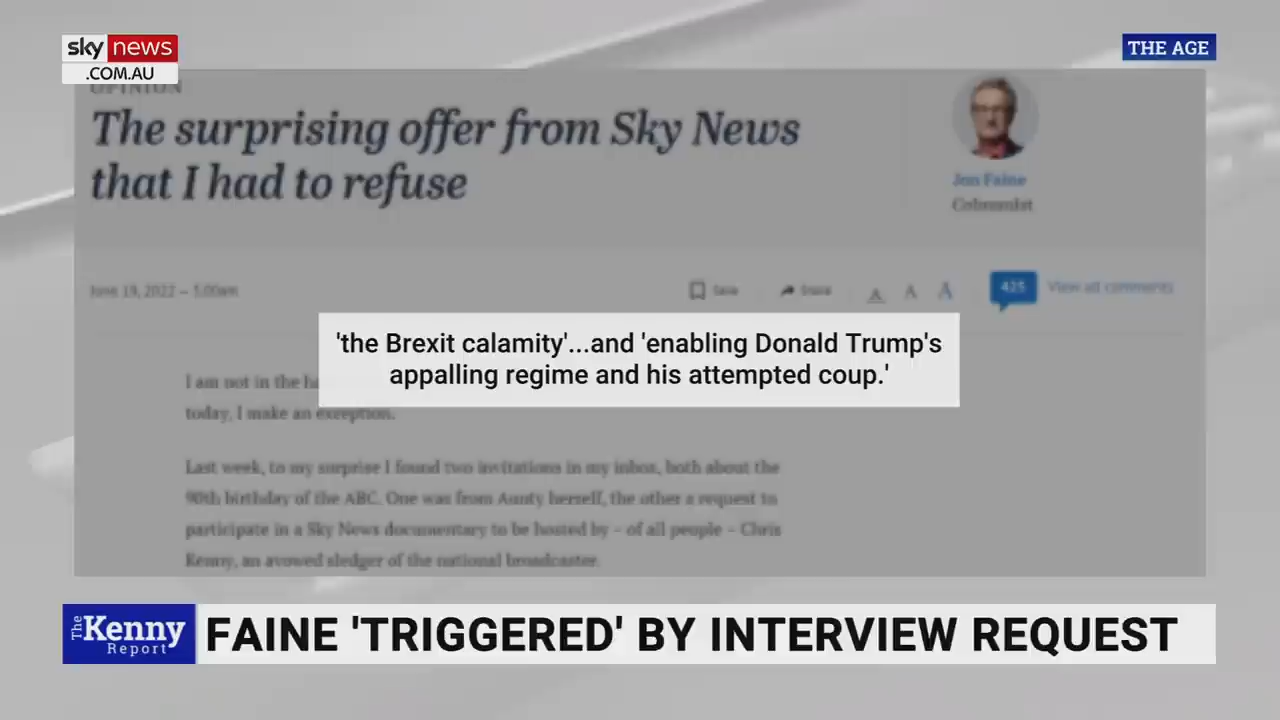 sky news
.COM.AU
THE AGE
OPINION
The surprising offer from Sky News
that I had to refuse
Jon Faine
Columnist
June 19, 2022 – 5.00am
Save
Share
A
A
A
425
View all comments
'the Brexit calamity'...and 'enabling Donald Trump's
appalling regime and his attempted coup.'
I am not in the
today, I make an exception.
Last week, to my surprise I found two invitations in my inbox, both about the
90th birthday of the ABC. One was from Aunty herself, the other a request to
participate in a Sky News documentary to be hosted by – of all people – Chris
Kenny, an avowed sledger of the national broadcaster.
The Kenny
Report
FAINE 'TRIGGERED' BY INTERVIEW REQUEST